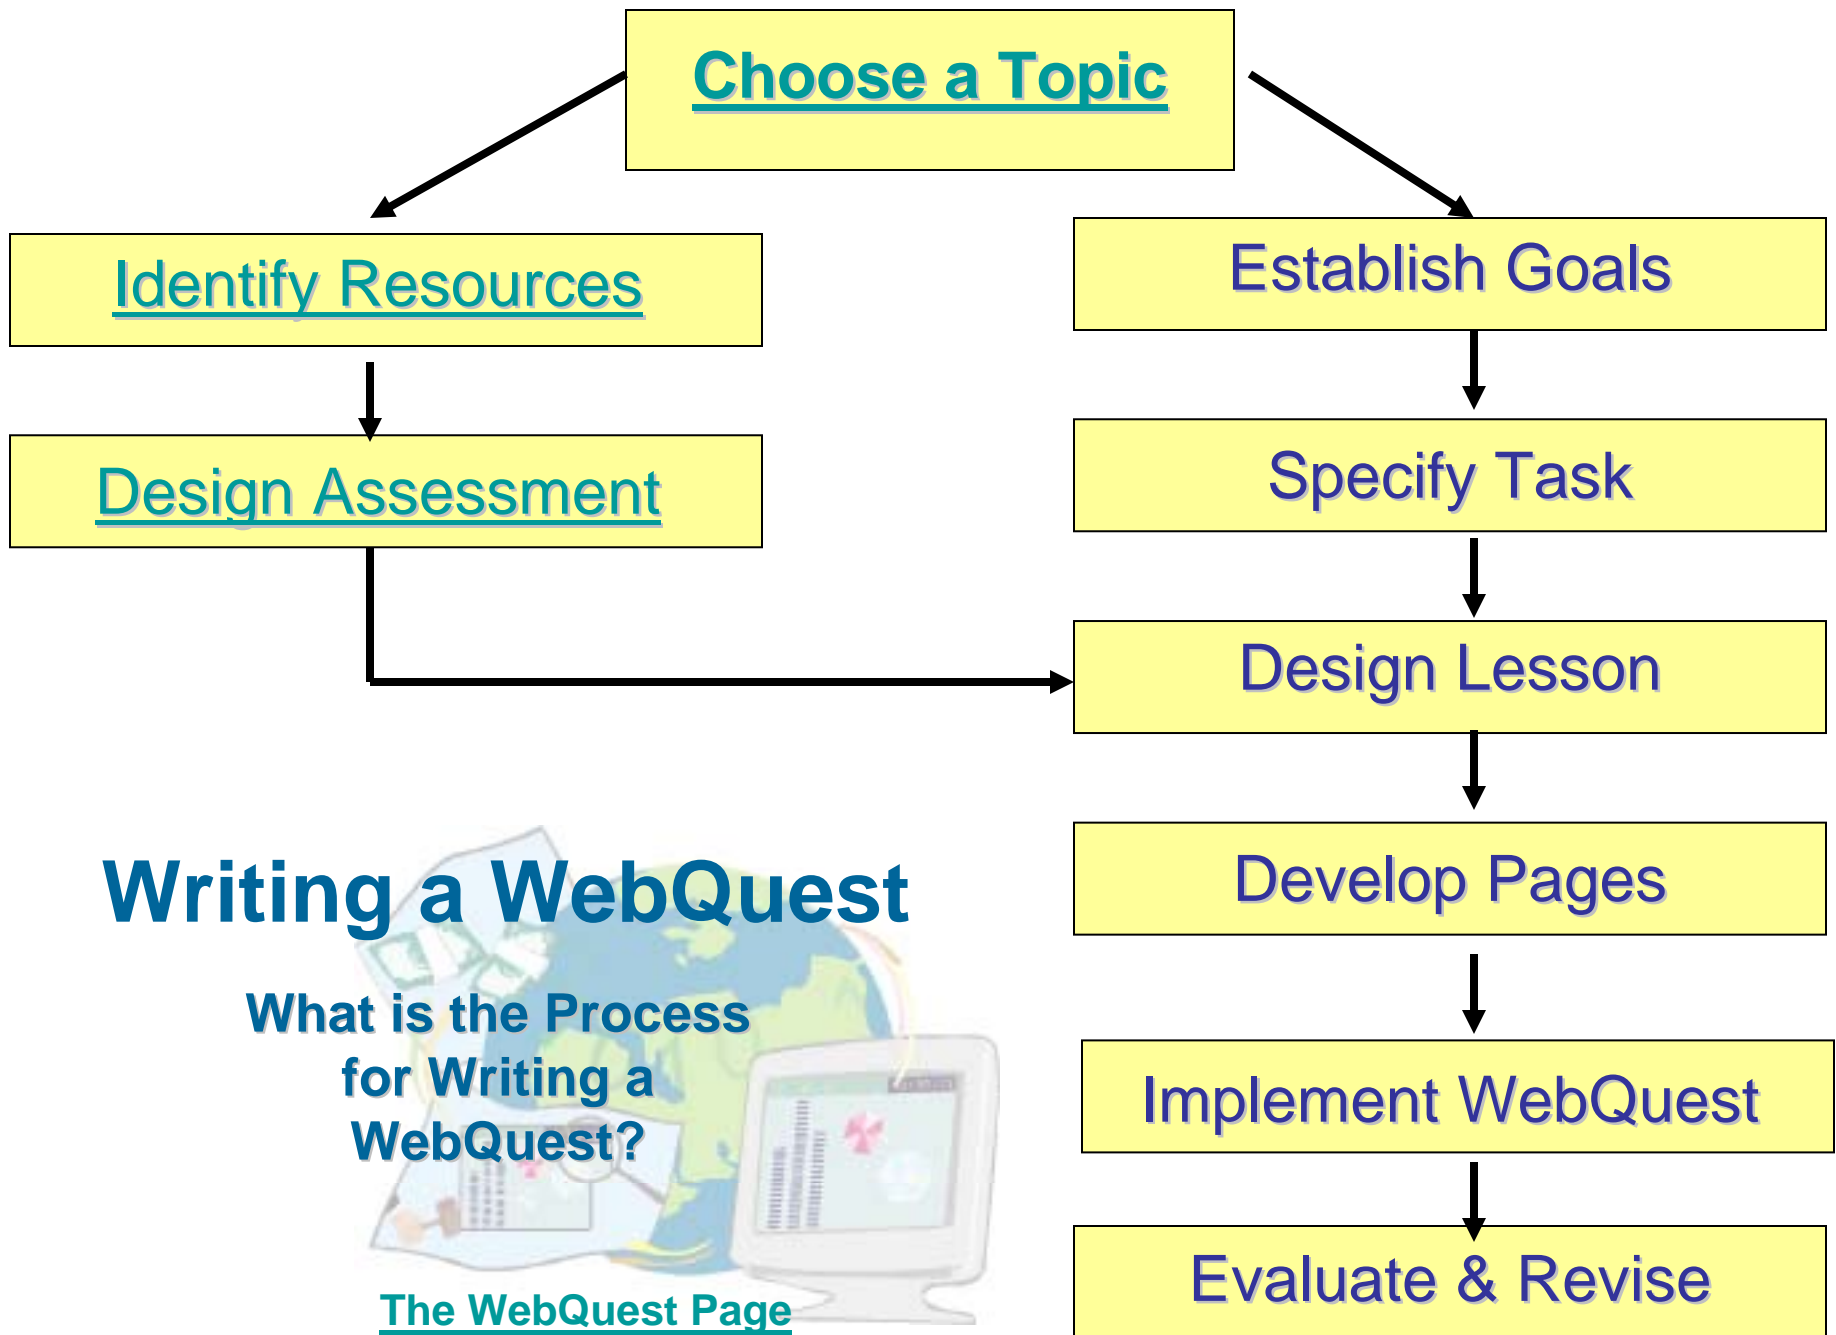 Choose a Topic
Identify Resources
Establish Goals
Design Assessment
Specify Task
Design Lesson
Develop Pages
Implement WebQuest
Evaluate & Revise
Writing a WebQuest
What is the Process
for Writing a
WebQuest?
The WebQuest Page